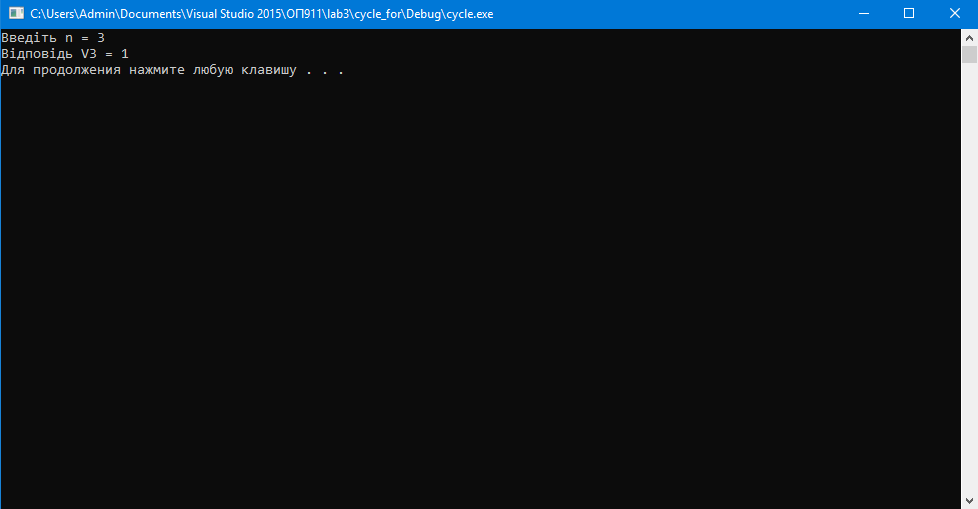 C:\Users\Admin\Documents\Visual Studio 2015\ОП911\lab3\cycle_for\Debug\cycle.exe
Введіть n = 3
Відповідь V3 = 1
Для продолжения нажмите любую клавишу . . .